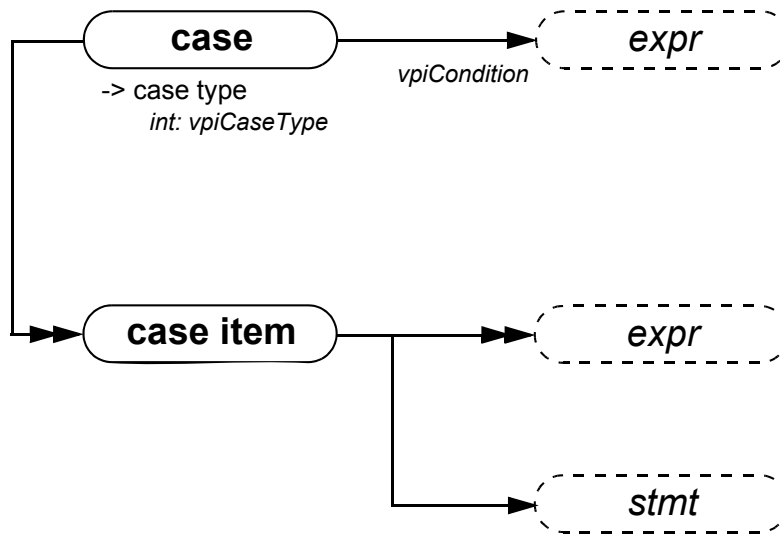 case
expr
-> case type
vpiCondition
int: vpiCaseType
case item
expr
stmt